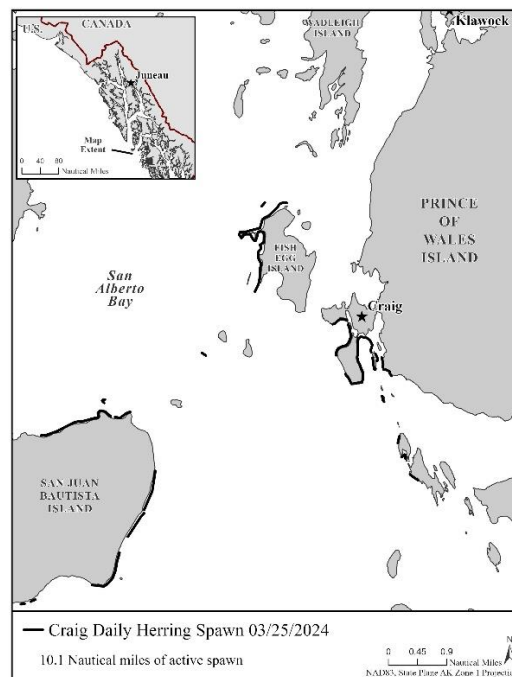 CANADA
U.S.
Juneau
Map
Extent
0 40 80
Nautical Miles
WADLEIGH
ISLAND
Klawock
PRINCE
OF
WALES
ISLAND
FISH
EGG
ISLAND
San
Alberto
Bay
Craig
SAN JUAN
BAUTISTA
ISLAND
Craig Daily Herring Spawn 03/25/2024
10.1 Nautical miles of active spawn
0 0.45 0.9
Nautical Miles
N
NAD83, State Plane AK Zone 1 Projectio